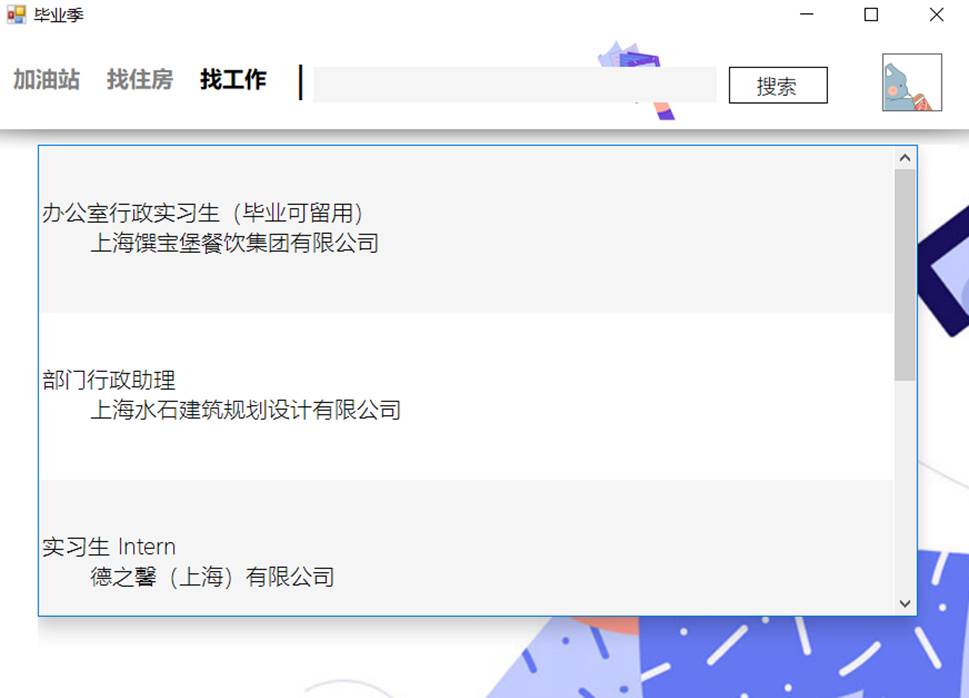 毕业季
加油站 找住房 找工作 搜索
办公室行政实习生（毕业可留用）
上海馔宝堡餐饮集团有限公司
部门行政助理
上海水石建筑规划设计有限公司
实习生 Intern
德之馨（上海）有限公司